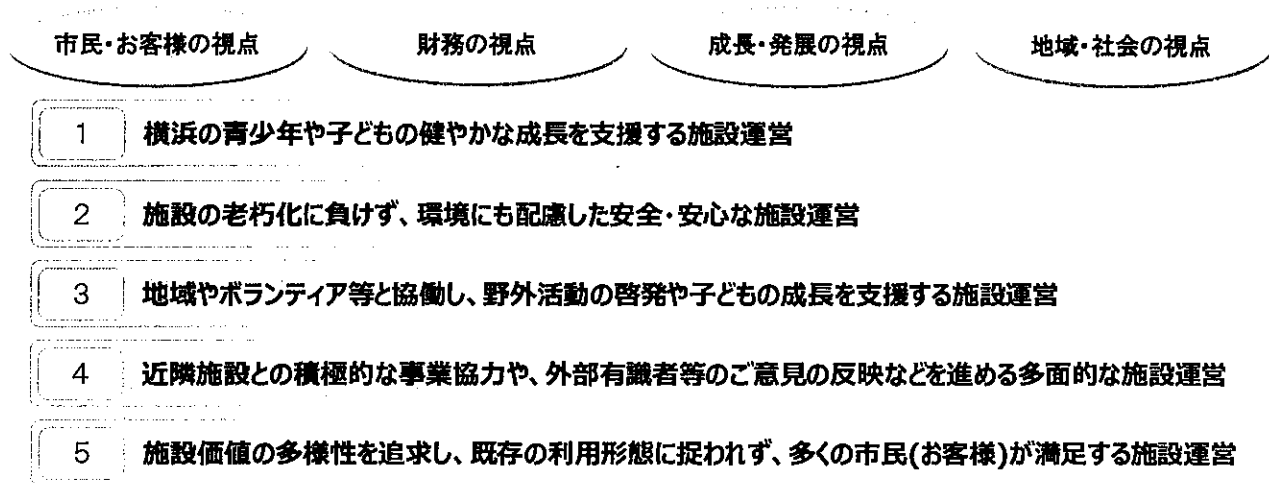 市民・お客様の視点 財務の視点 成長・発展の視点 地域・社会の視点
1 横浜の青少年や子どもの健やかな成長を支援する施設運営
2 施設の老朽化に負けず、環境にも配慮した安全・安心な施設運営
3 地域やボランティア等と協働し、野外活動の啓発や子どもの成長を支援する施設運営
4 近隣施設との積極的な事業協力や、外部有識者等のご意見の反映などを進める多面的な施設運営
5 施設価値の多様性を追求し、既存の利用形態に捉われず、多くの市民(お客様)が満足する施設運営